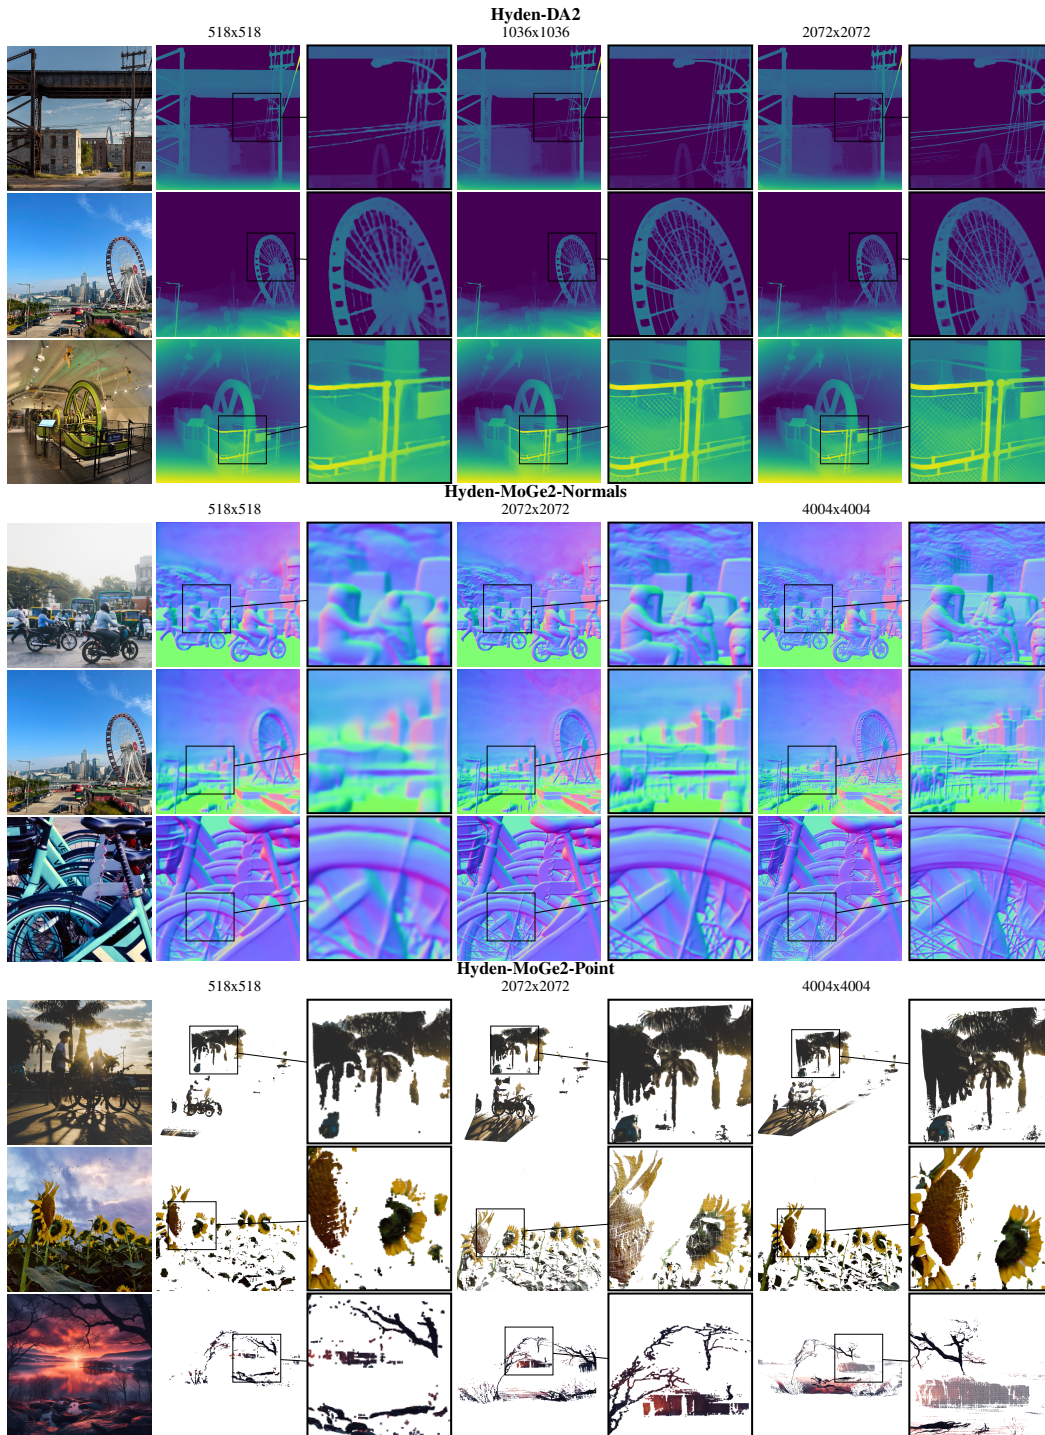 Hyden-DA2
518x518 1036x1036 2072x2072
Hyden-MoGe2-Normals
518x518 2072x2072 4004x4004
Hyden-MoGe2-Point
518x518 2072x2072 4004x4004